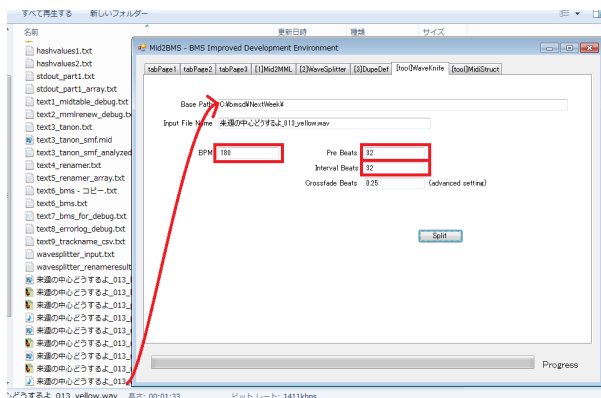 すべて再生する 新しいフォルダー
名前 更新日時 種類 サイズ
hashvalues1.txt
hashvalues2.txt
stdout_part1.txt
stdout_part1_array.txt
text1_midtable_debug.txt
text2_mmlrenew_debug.tx
text3_tanon.txt
text3_tanon_smf.mid
text3_tanon_smf_analyzed
text4_renamer.txt
text5_renamer_array.txt
text6_bms - コピー.txt
text6_bms.txt
text7_bms_for_debug.txt
text8_errorlog_debug.txt
text9_trackname_csv.txt
wavesplitter_input.txt
wavesplitter_renameresult
来週の中心どうするよ_013_
来週の中心どうするよ_013_
来週の中心どうするよ_013_
来週の中心どうするよ_013_
来週の中心どうするよ_013_
来週の中心どうするよ_013_
来週の中心どうするよ_013_
来週の中心どうするよ_013_
来週の中心どうするよ_013_
Mid2BMS - BMS Improved Development Environment
tabPage1 tabPage2 tabPage3 [1]Mid2MML [2]WaveSplitter [3]DupeDef [tool]WaveKnife [tool]MidiStruct
Base Path C:¥bmsd¥NextWeek¥
Input File Name 来週の中心どうするよ_013_yellow.wav
BPM 180 Pre Beats 32
Interval Beats 32
Crossfade Beats 0.25 (advanced setting)
Split
Progress
どうするよ_013_yellow.wav 長さ: 00:01:33 ビット レート: 1411kbps